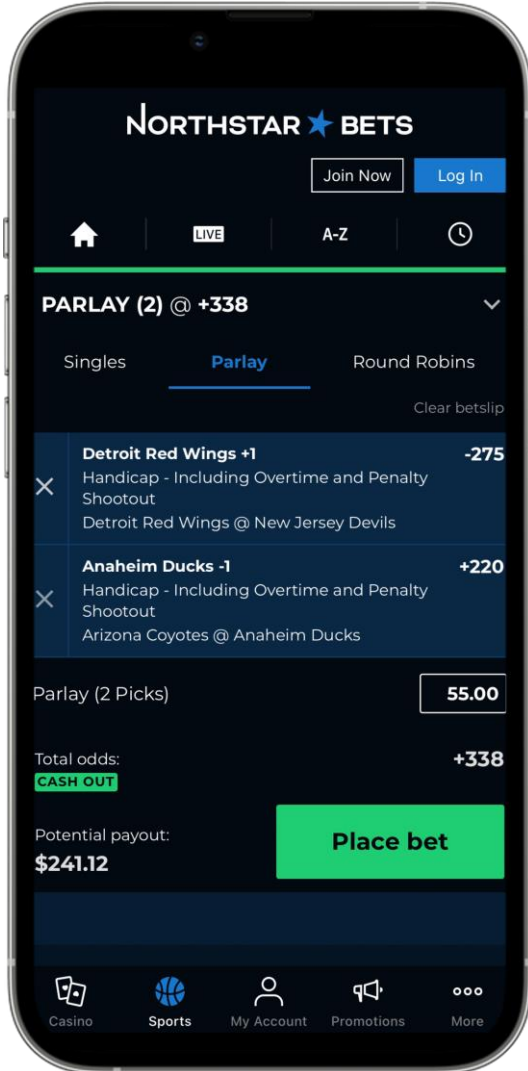 NORTHSTAR BETS
Join Now Log In
LIVE A-Z
PARLAY (2) @ +338
Singles Parlay Round Robins
Clear betslip
Detroit Red Wings +1 -275
Handicap - Including Overtime and Penalty
Shootout
Detroit Red Wings @ New Jersey Devils
Anaheim Ducks -1 +220
Handicap - Including Overtime and Penalty
Shootout
Arizona Coyotes @ Anaheim Ducks
Parlay (2 Picks) 55.00
Total odds: +338
CASH OUT
Potential payout:
$241.12
Place bet
Casino Sports My Account Promotions More